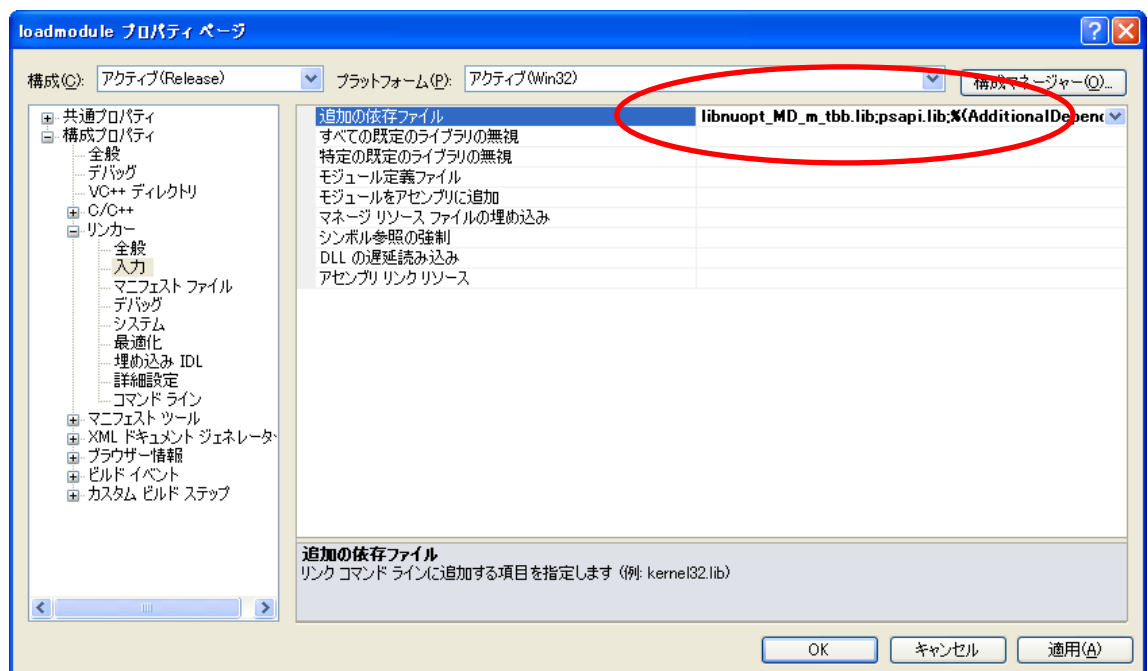 loadmodule プロパティ ページ
構成(C): アクティブ(Release) プラットフォーム(P): アクティブ(Win32) 構成マネージャー(O)...
共通プロパティ
構成プロパティ
全般
デバッグ
VC++ ディレクトリ
C/C++
リンカー
全般
入力
マニフェスト ファイル
デバッグ
システム
最適化
埋め込み IDL
詳細設定
コマンド ライン
マニフェスト ツール
XML ドキュメント ジェネレーター
ブラウザー情報
ビルド イベント
カスタム ビルド ステップ
追加の依存ファイル libnuopt_MD_m_tbb.lib;psapi.lib;%(AdditionalDepend
すべての既定のライブラリの無視
特定の既定のライブラリの無視
モジュール定義ファイル
モジュールをアセンブリに追加
マネージ リソース ファイルの埋め込み
シンボル参照の強制
DLL の遅延読み込み
アセンブリ リンク リソース
追加の依存ファイル
リンク コマンド ラインに追加する項目を指定します (例: kernel32.lib)
OK キャンセル 適用(A)